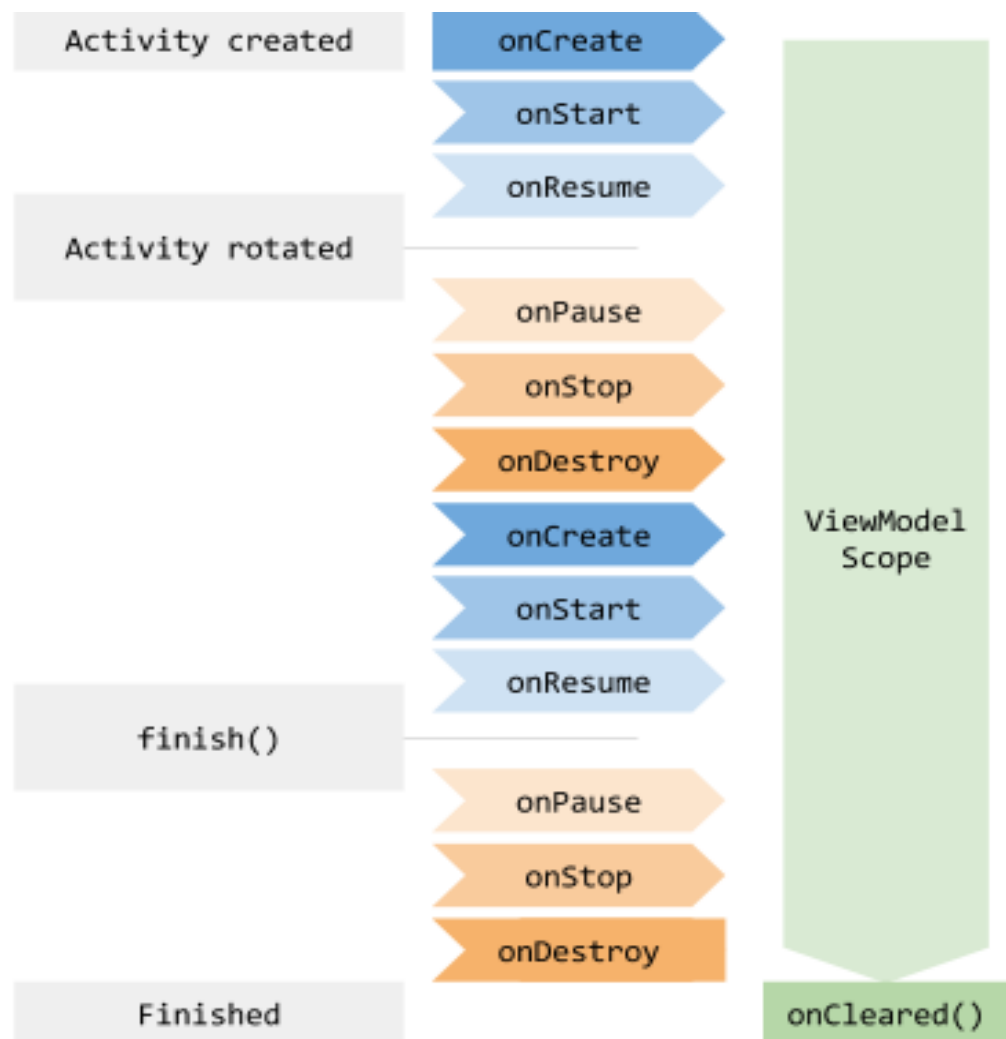 Activity created
onCreate
onStart
onResume
Activity rotated
onPause
onStop
onDestroy
onCreate
ViewModel
Scope
onStart
onResume
finish()
onPause
onStop
onDestroy
Finished
onCleared()